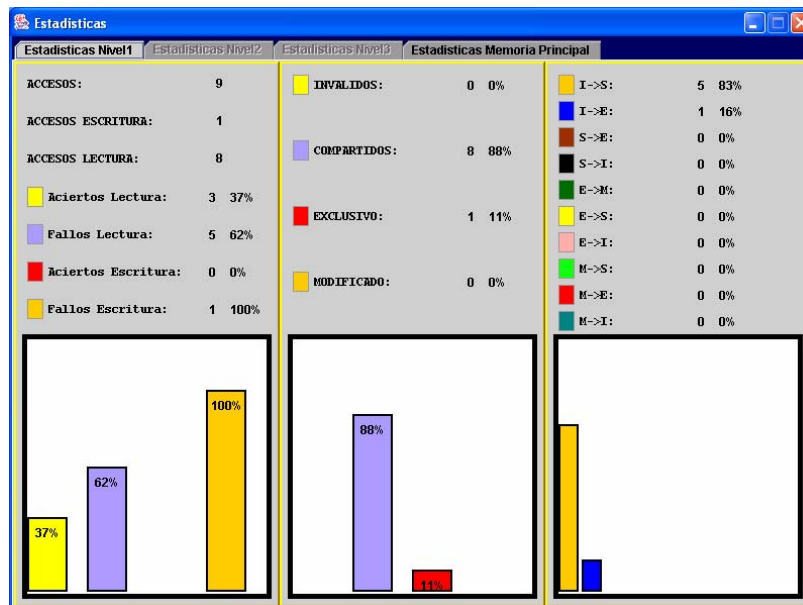 Estadisticas
Estadisticas Nivel1 Estadisticas Nivel2 Estadisticas Nivel3 Estadisticas Memoria Principal
ACCESOS: 9
ACCESOS ESCRITURA: 1
ACCESOS LECTURA: 8
Aciertos Lectura: 3 37%
Fallos Lectura: 5 62%
Aciertos Escritura: 0 0%
Fallos Escritura: 1 100%
37%
62%
100%
INVALIDOS: 0 0%
COMPARTIDOS: 8 88%
EXCLUSIVO: 1 11%
MODIFICADO: 0 0%
88%
11%
I->S: 5 83%
I->E: 1 16%
S->E: 0 0%
S->I: 0 0%
E->M: 0 0%
E->S: 0 0%
E->I: 0 0%
M->S: 0 0%
M->E: 0 0%
M->I: 0 0%